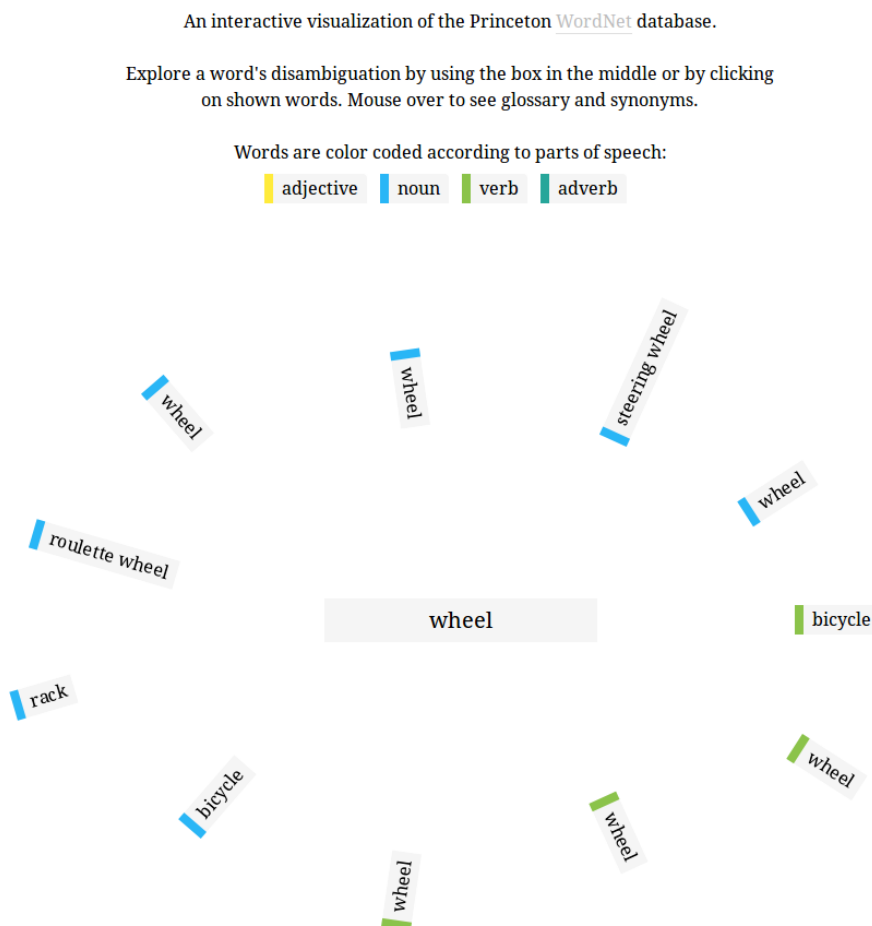 An interactive visualization of the Princeton WordNet database.
Explore a word's disambiguation by using the box in the middle or by clicking
on shown words. Mouse over to see glossary and synonyms.
Words are color coded according to parts of speech:
adjective noun verb adverb
steering wheel
wheel
wheel
wheel
roulette wheel
wheel
bicycle
rack
wheel
bicycle
wheel
wheel